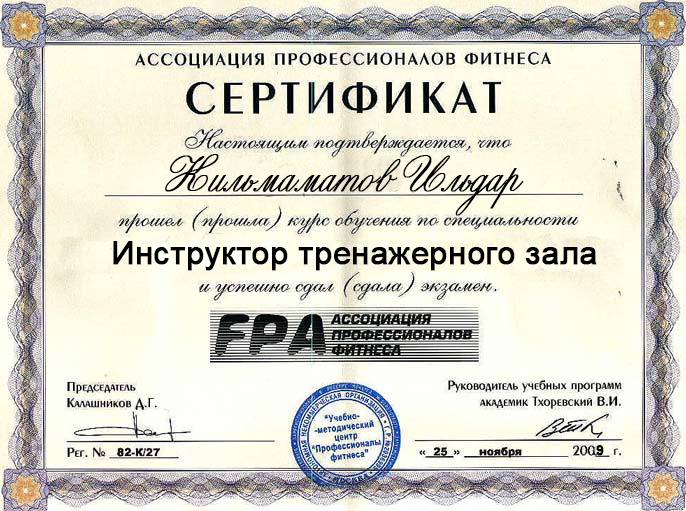 АССОЦИАЦИЯ ПРОФЕССИОНАЛОВ ФИТНЕСА
СЕРТИФИКАТ
Настоящим подтверждается, что
Нильмаматов Ильдар
прошел (прошла) курс обучения по специальности
Инструктор тренажерного зала
и успешно сдал (сдала) экзамен.
FPA
АССОЦИАЦИЯ
ПРОФЕССИОНАЛОВ
ФИТНЕСА
Председатель
Калашников Д.Г.
Рег. № 82-К/27
"Учебно-
методический
центр
"Профессионалы
фитнеса"
МОСКВА
Руководитель учебных программ
академик Тхоревский В.И.
« 25 » ноября 2009 г.